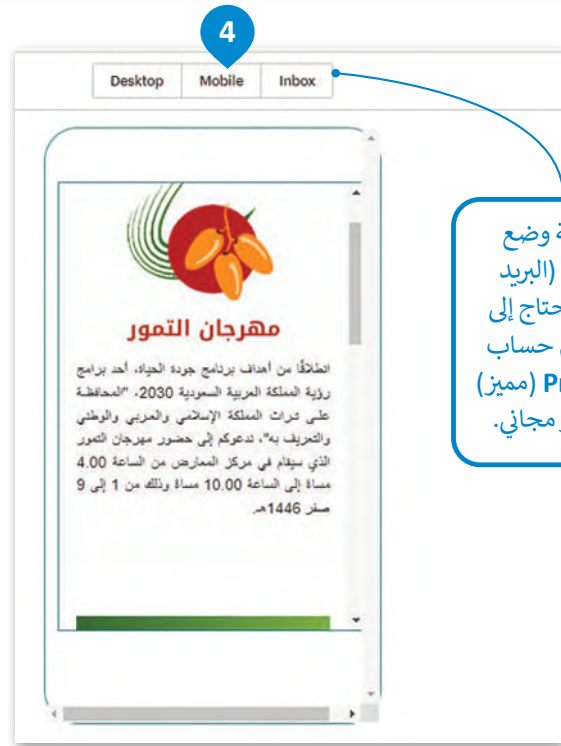 4
Desktop Mobile Inbox
مهرجان التمور
انطلاقًا من أهداف برنامج جودة الحياة، أحد برامج
رؤية المملكة العربية السعودية 2030، "المحافظة
على تراث المملكة الإسلامي والعربي والوطني
والتعريف به"، ندعوكم إلى حضور مهرجان التمور
الذي سيقام في مركز المعارض من الساعة 4.00
مساءً إلى الساعة 10.00 مساءً وذلك من 1 إلى 9
صفر 1446هـ.
وضع
(البريد
حتاج إلى
حساب
(مميز)
مجاني.